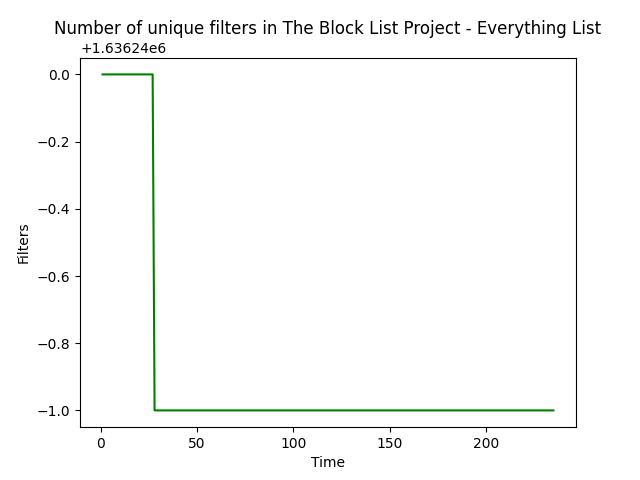 Number of unique filters in The Block List Project - Everything List
+1.63624e6
0.0
−0.2
−0.4
−0.6
−0.8
−1.0
Filters
0 50 100 150 200
Time